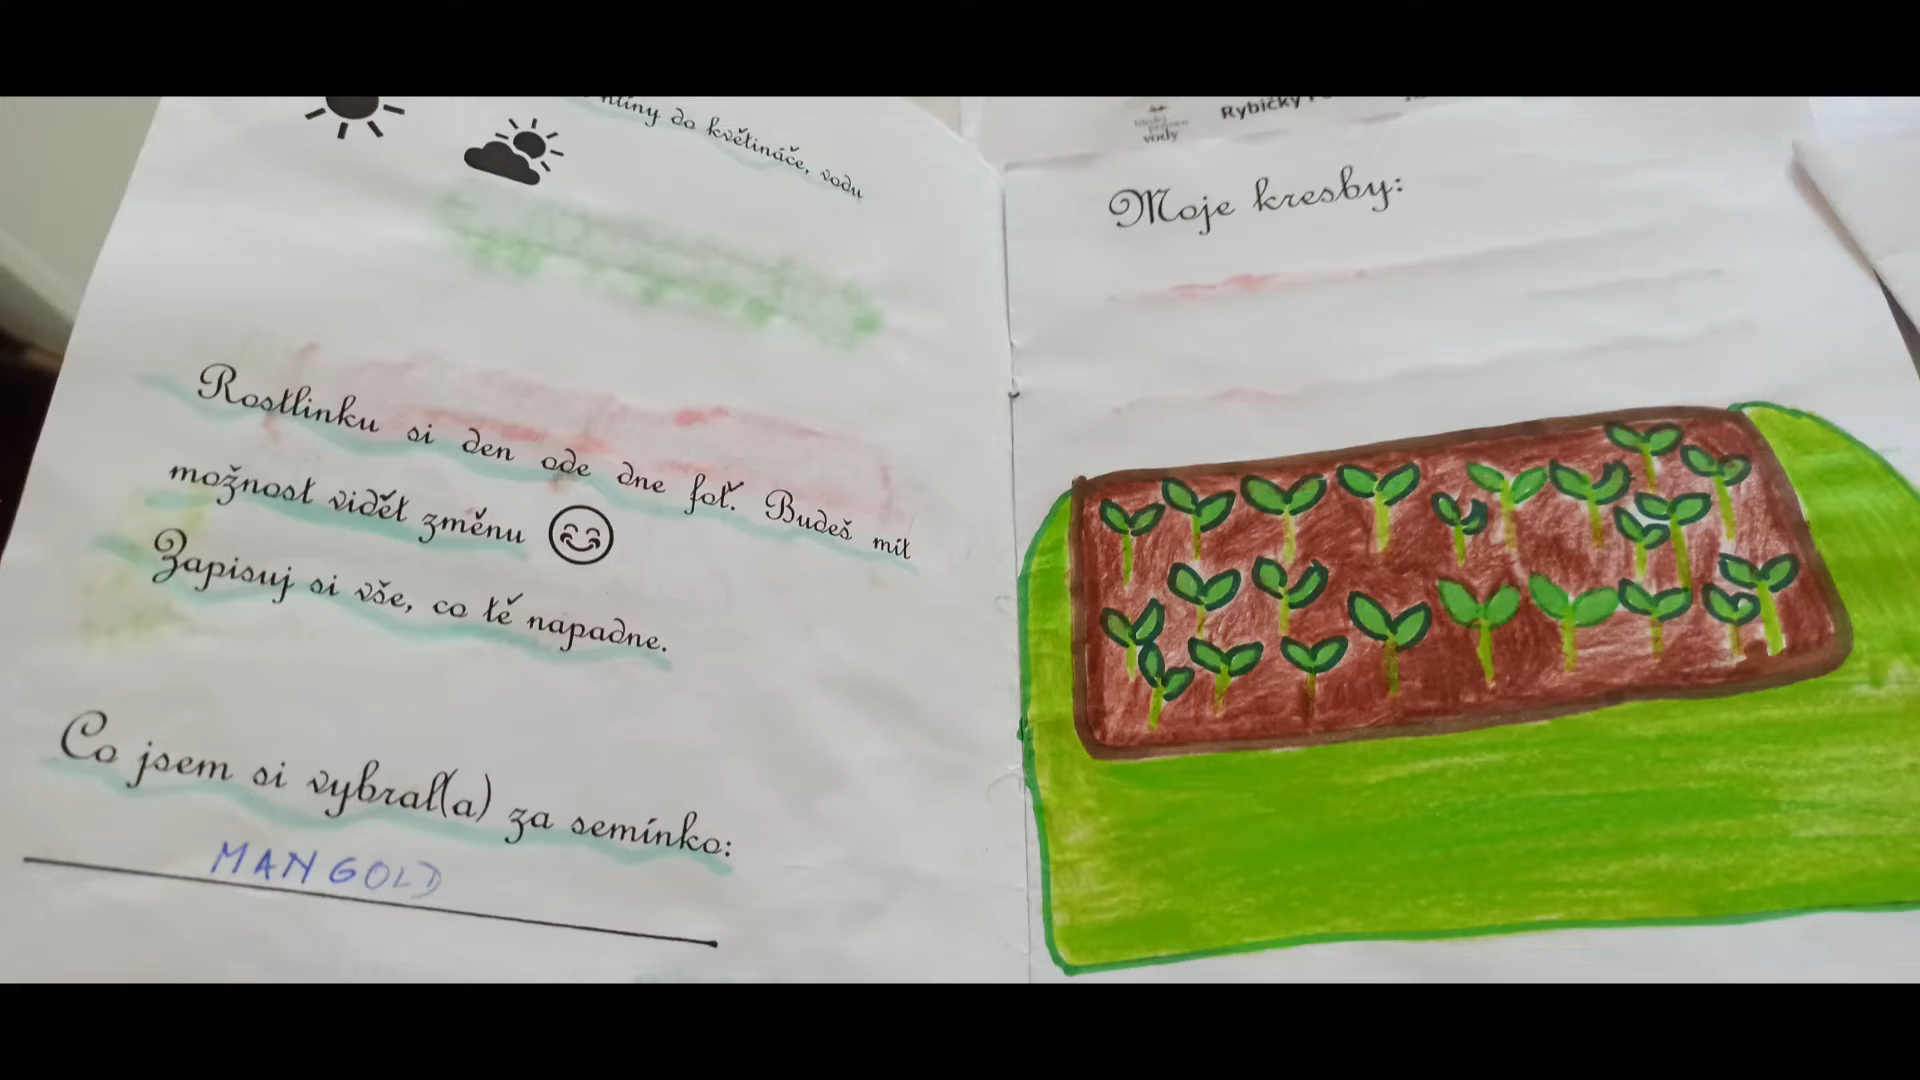 do květináče, vodu
Rostlinku si den ode dne foť. Budeš mít
možnost vidět změnu
Zapisuj si vše, co tě napadne.
Co jsem si vybral(a) za semínko:
MANGOLD
Rybičky
vody
Moje kresby: